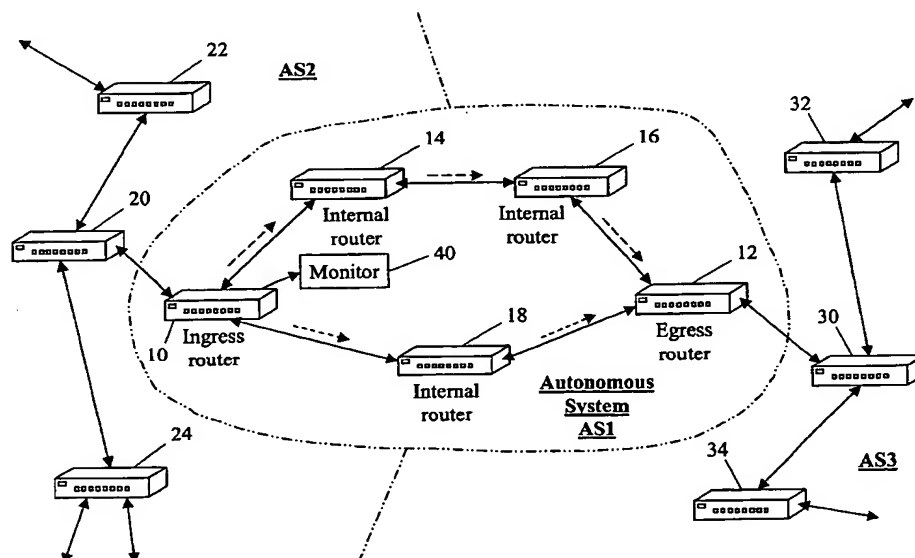 22
AS2
32
14
16
20
Internal
router
Internal
router
40
Monitor
12
10
Ingress
router
18
Egress
router
30
Internal
router
Autonomous
System
AS1
24
34
AS3